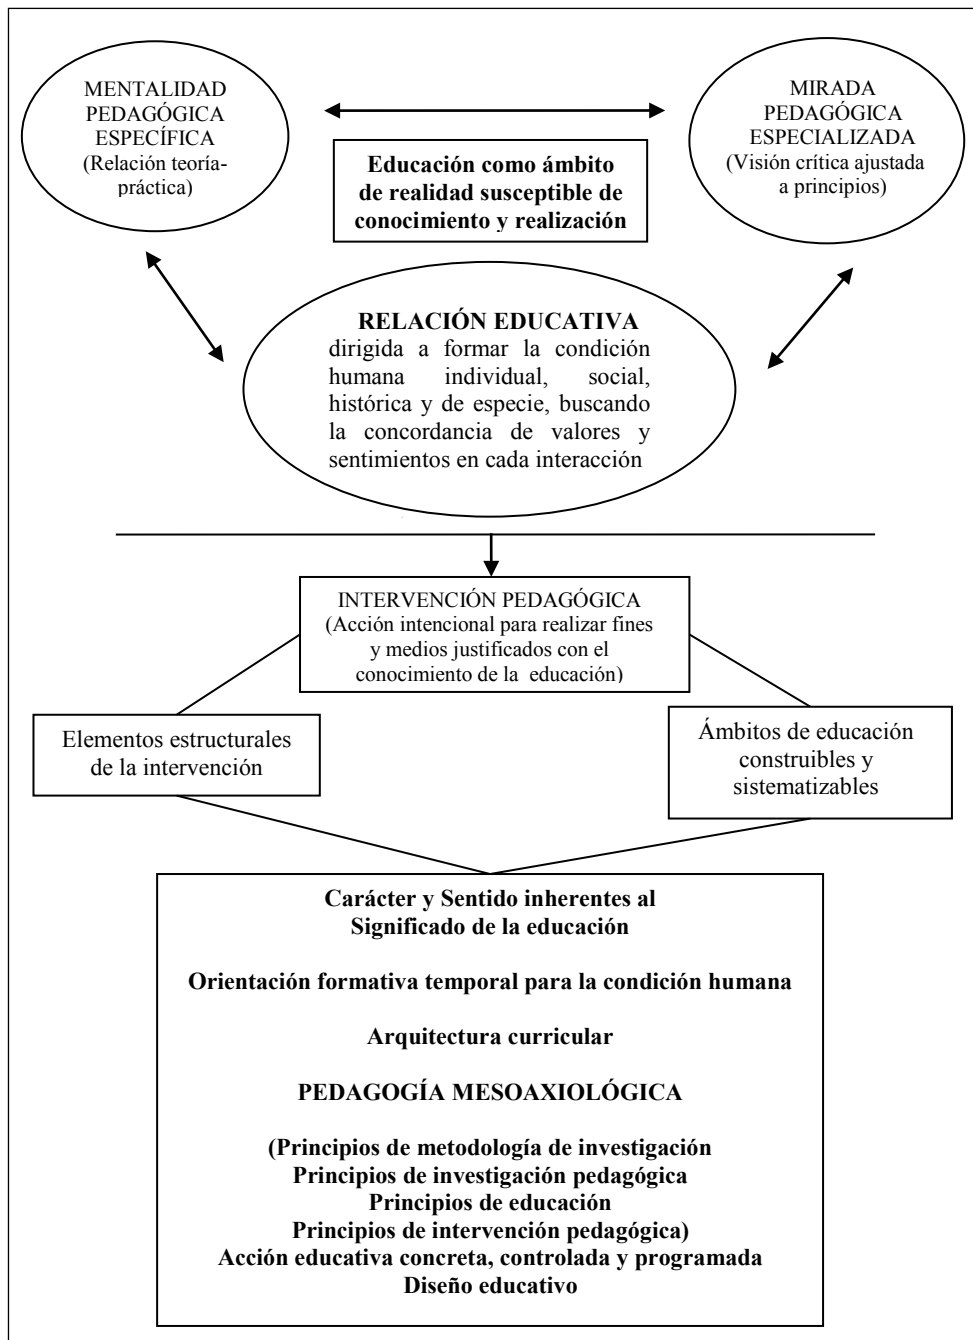 MENTALIDAD
PEDAGÓGICA
ESPECÍFICA
(Relación teoría-
práctica)
MIRADA
PEDAGÓGICA
ESPECIALIZADA
(Visión crítica ajustada
a principios)
Educación como ámbito
de realidad susceptible de
conocimiento y realización
RELACIÓN EDUCATIVA
dirigida a formar la condición
humana individual, social,
histórica y de especie, buscando
la concordancia de valores y
sentimientos en cada interacción
INTERVENCIÓN PEDAGÓGICA
(Acción intencional para realizar fines
y medios justificados con el
conocimiento de la educación)
Elementos estructurales
de la intervención
Ámbitos de educación
construibles y
sistematizables
Carácter y Sentido inherentes al
Significado de la educación
Orientación formativa temporal para la condición humana
Arquitectura curricular
PEDAGOGÍA MESOAXIOLÓGICA
(Principios de metodología de investigación
Principios de investigación pedagógica
Principios de educación
Principios de intervención pedagógica)
Acción educativa concreta, controlada y programada
Diseño educativo